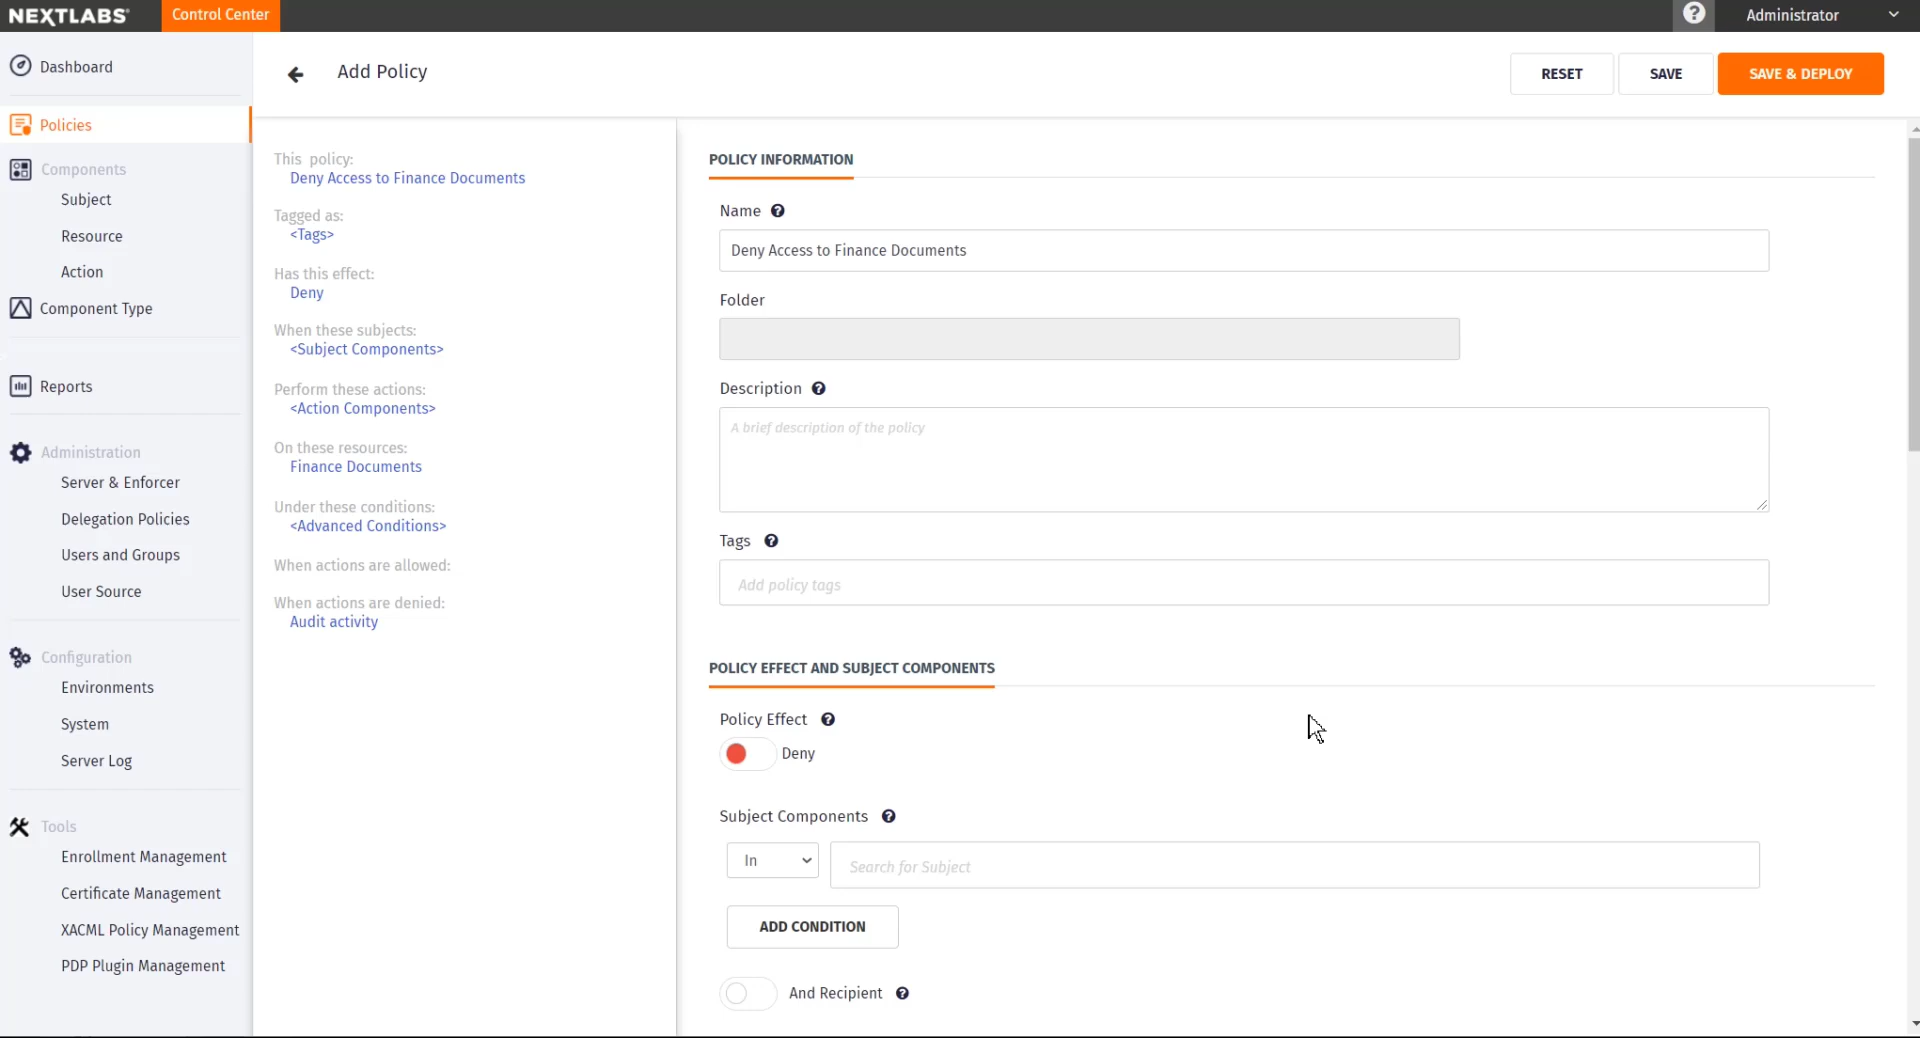 NEXTLABS®
Control Center
Administrator
Dashboard
Policies
Components
Subject
Resource
Action
Component Type
Reports
Administration
Server & Enforcer
Delegation Policies
Users and Groups
User Source
Configuration
Environments
System
Server Log
Tools
Enrollment Management
Certificate Management
XACML Policy Management
PDP Plugin Management
Add Policy
RESET
SAVE
SAVE & DEPLOY
This policy:
Deny Access to Finance Documents
Tagged as:
<Tags>
Has this effect:
Deny
When these subjects:
<Subject Components>
Perform these actions:
<Action Components>
On these resources:
Finance Documents
Under these conditions:
<Advanced Conditions>
When actions are allowed:
When actions are denied:
Audit activity
POLICY INFORMATION
Name
Deny Access to Finance Documents
Folder
Description
A brief description of the policy
Tags
Add policy tags
POLICY EFFECT AND SUBJECT COMPONENTS
Policy Effect
Deny
Subject Components
In
Search for Subject
ADD CONDITION
And Recipient